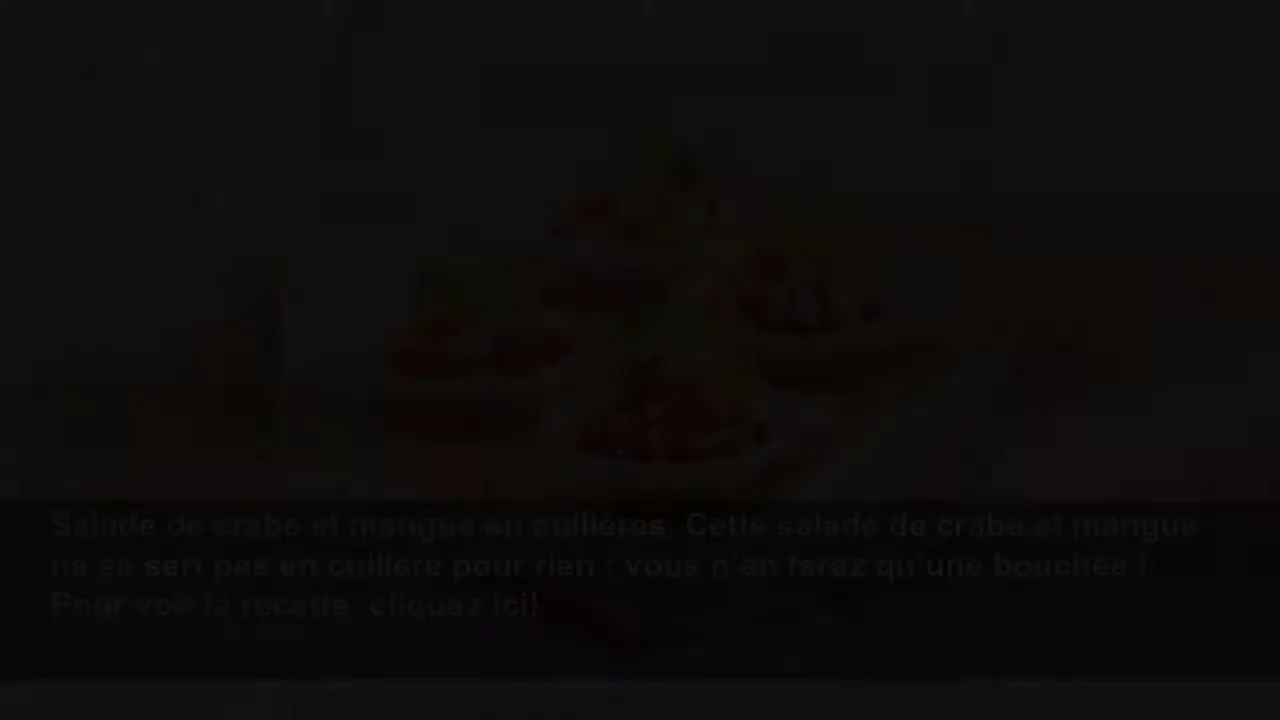 Salade de crabe et mangue en cuillères. Cette salade de crabe et mangue
ne se sert pas en cuillère pour rien : vous n'en ferez qu'une bouchée !
Pour voir la recette, cliquez ici!